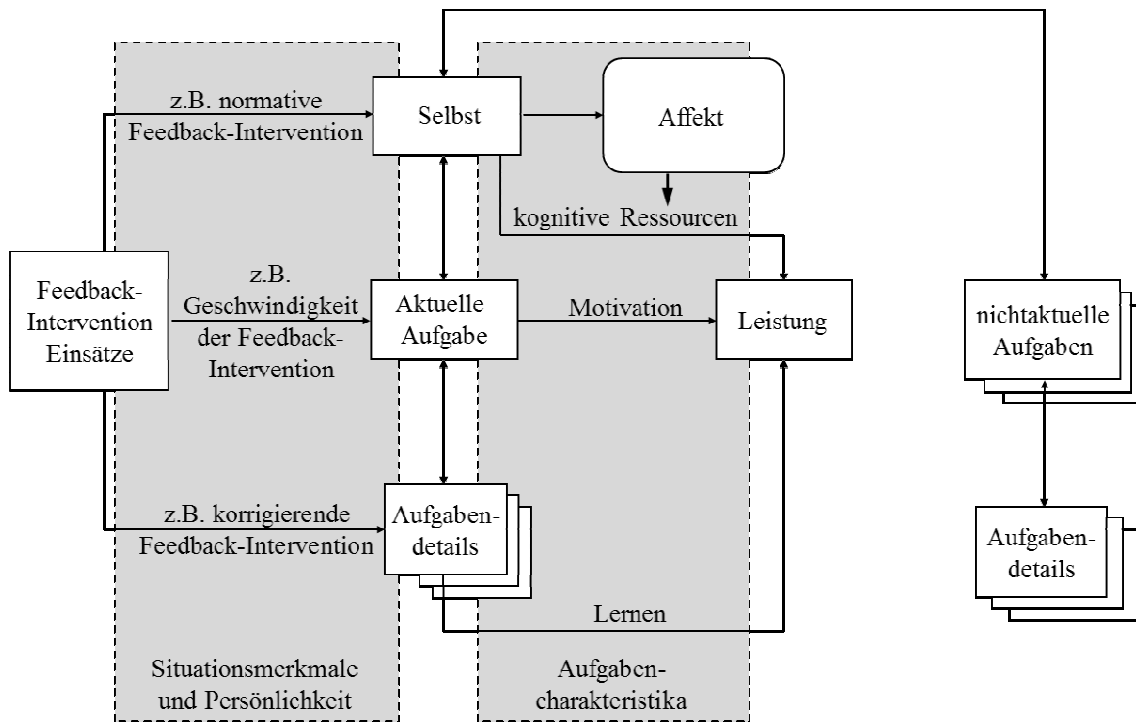 z.B. normative
Feedback-Intervention
Selbst
Affekt
kognitive Ressourcen
Feedback-
Intervention
Einsätze
z.B.
Geschwindigkeit
der Feedback-
Intervention
Aktuelle
Aufgabe
Motivation
Leistung
nichtaktuelle
Aufgaben
z.B. korrigierende
Feedback-Intervention
Aufgaben-
details
Aufgaben-
details
Lernen
Situationsmerkmale
und Persönlichkeit
Aufgaben-
charakteristika